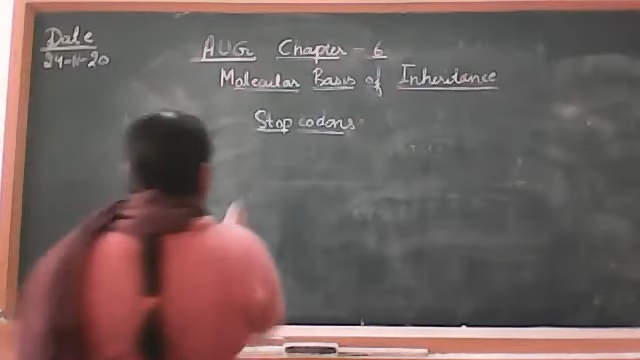 Date
24-11-20
AUG Chapter - 6
Molecular Basis of Inheritance
Stop codons